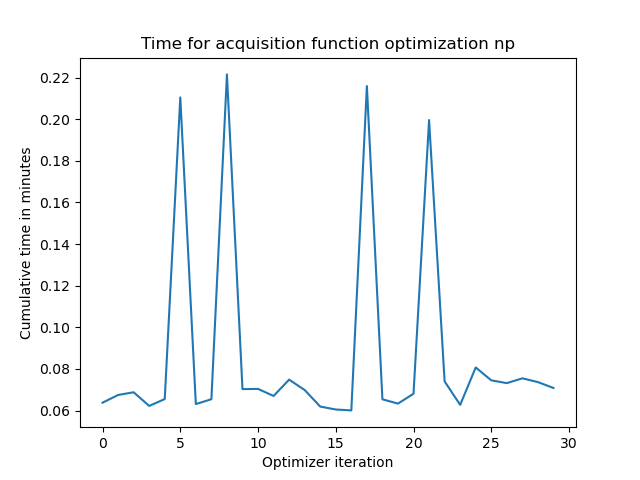 Time for acquisition function optimization np
Cumulative time in minutes
0.22
0.20
0.18
0.16
0.14
0.12
0.10
0.08
0.06
0 5 10 15 20 25 30
Optimizer iteration